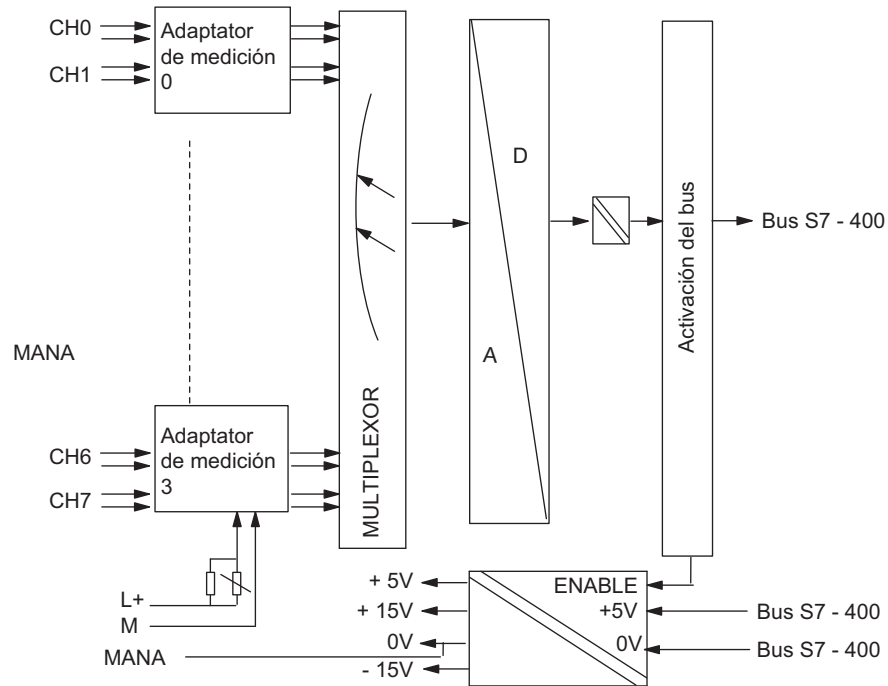 CH0
CH1
Adaptator
de medición
0
MULTIPLEXOR
D
A
Activación del bus
Bus S7 - 400
MANA
CH6
CH7
Adaptator
de medición
3
L+
M
MANA
+ 5V
+ 15V
0V
- 15V
ENABLE
+5V
0V
Bus S7 - 400
Bus S7 - 400